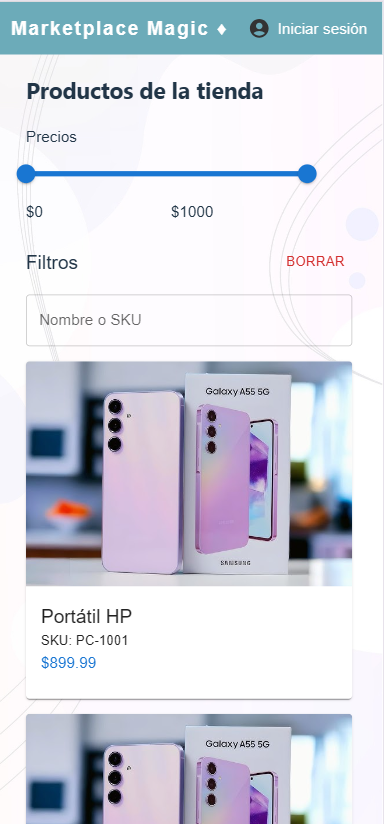 Marketplace Magic ♦ Iniciar sesión
Productos de la tienda
Precios
$0 $1000
Filtros BORRAR
Nombre o SKU
Galaxy A55 5G
SAMSUNG
Portátil HP
SKU: PC-1001
$899.99
Galaxy A55 5G